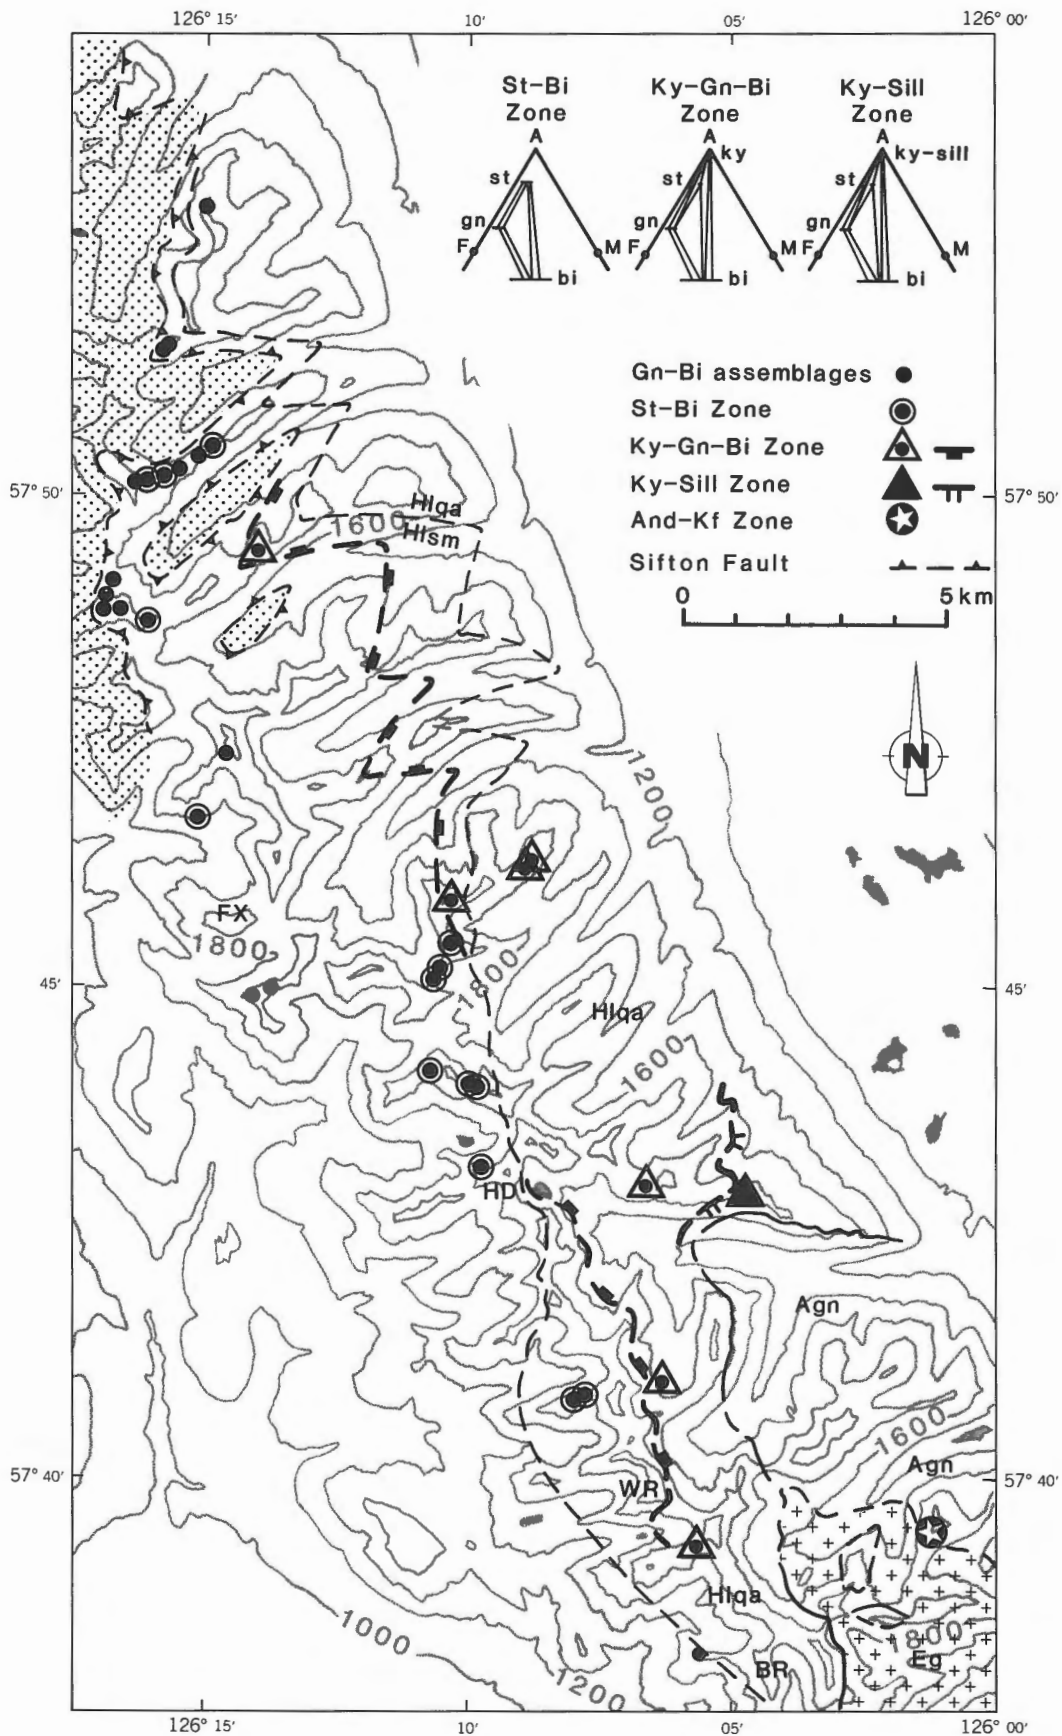 126° 15′ 10′ 05′ 126° 00′
St-Bi Zone
A
st
gn
F M
bi
Ky-Gn-Bi Zone
A
ky
st
gn
F M
bi
Ky-Sill Zone
A
ky-sill
st
gn
F M
bi
Gn-Bi assemblages
St-Bi Zone
Ky-Gn-Bi Zone
Ky-Sill Zone
And-Kf Zone
Sifton Fault
0 5 km
N
57° 50′ 57° 50′
Hlqa
1600
Hlsm
1200
FX
1800
45′ 45′
1800
Hlqa
1600
HD
Agn
1600
Agn
57° 40′ 57° 40′
WR
Hlqa
1800
Eg
BR
1000
1200
126° 15′ 10′ 05′ 126° 00′